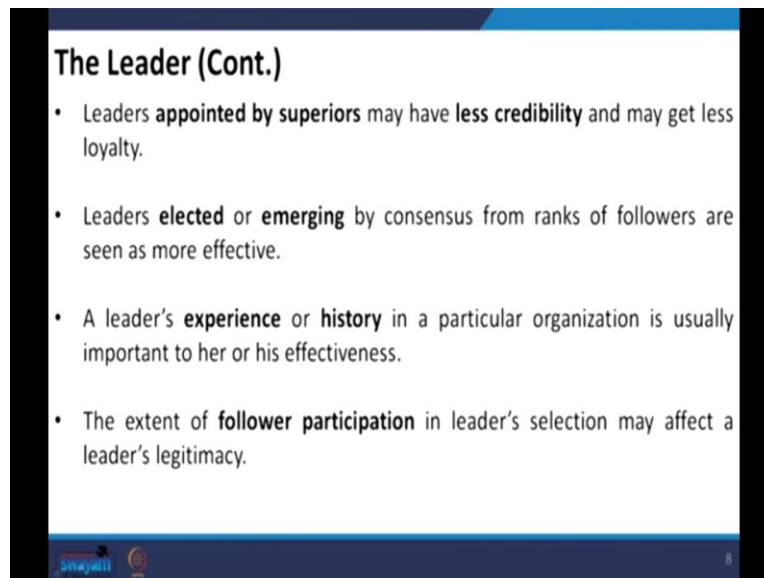 The Leader (Cont.)
• Leaders appointed by superiors may have less credibility and may get less
loyalty.
• Leaders elected or emerging by consensus from ranks of followers are
seen as more effective.
• A leader's experience or history in a particular organization is usually
important to her or his effectiveness.
• The extent of follower participation in leader's selection may affect a
leader's legitimacy.
swayam
8